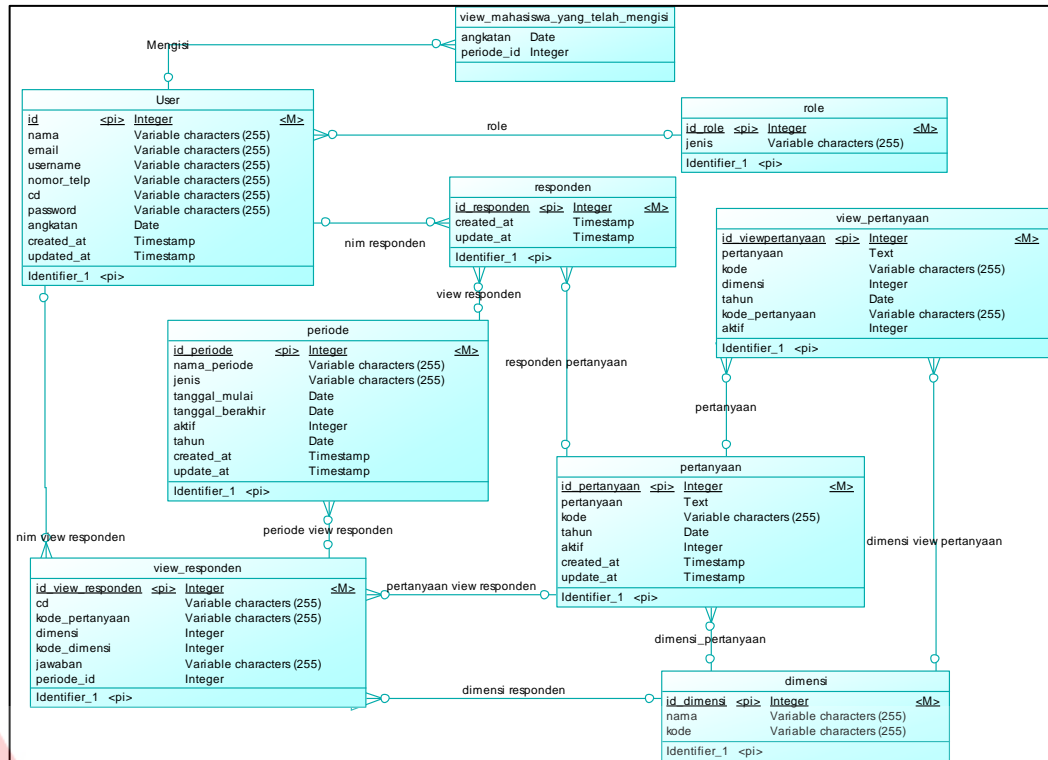 view_mahasiswa_yang_telah_mengisi
angkatan Date
periode_id Integer
Mengisi
User
id <pi> Integer <M>
nama Variable characters (255)
email Variable characters (255)
username Variable characters (255)
nomor_telp Variable characters (255)
cd Variable characters (255)
password Variable characters (255)
angkatan Date
created_at Timestamp
updated_at Timestamp
Identifier_1 <pi>
role
role
id_role <pi> Integer <M>
jenis Variable characters (255)
Identifier_1 <pi>
responden
id_responden <pi> Integer <M>
created_at Timestamp
update_at Timestamp
Identifier_1 <pi>
nim responden
view responden
view_pertanyaan
id_viewpertanyaan <pi> Integer <M>
pertanyaan Text
kode Variable characters (255)
dimensi Integer
tahun Date
kode_pertanyaan Variable characters (255)
aktif Integer
Identifier_1 <pi>
periode
id_periode <pi> Integer <M>
nama_periode Variable characters (255)
jenis Variable characters (255)
tanggal_mulai Date
tanggal_berakhir Date
aktif Integer
tahun Date
created_at Timestamp
update_at Timestamp
Identifier_1 <pi>
responden pertanyaan
pertanyaan
pertanyaan
id_pertanyaan <pi> Integer <M>
pertanyaan Text
kode Variable characters (255)
tahun Date
aktif Integer
created_at Timestamp
update_at Timestamp
Identifier_1 <pi>
dimensi view pertanyaan
nim view responden
periode view responden
view_responden
id_view_responden <pi> Integer <M>
cd Variable characters (255)
kode_pertanyaan Variable characters (255)
dimensi Integer
kode_dimensi Integer
jawaban Variable characters (255)
periode_id Integer
Identifier_1 <pi>
pertanyaan view responden
dimensi_pertanyaan
dimensi responden
dimensi
id_dimensi <pi> Integer <M>
nama Variable characters (255)
kode Variable characters (255)
Identifier_1 <pi>